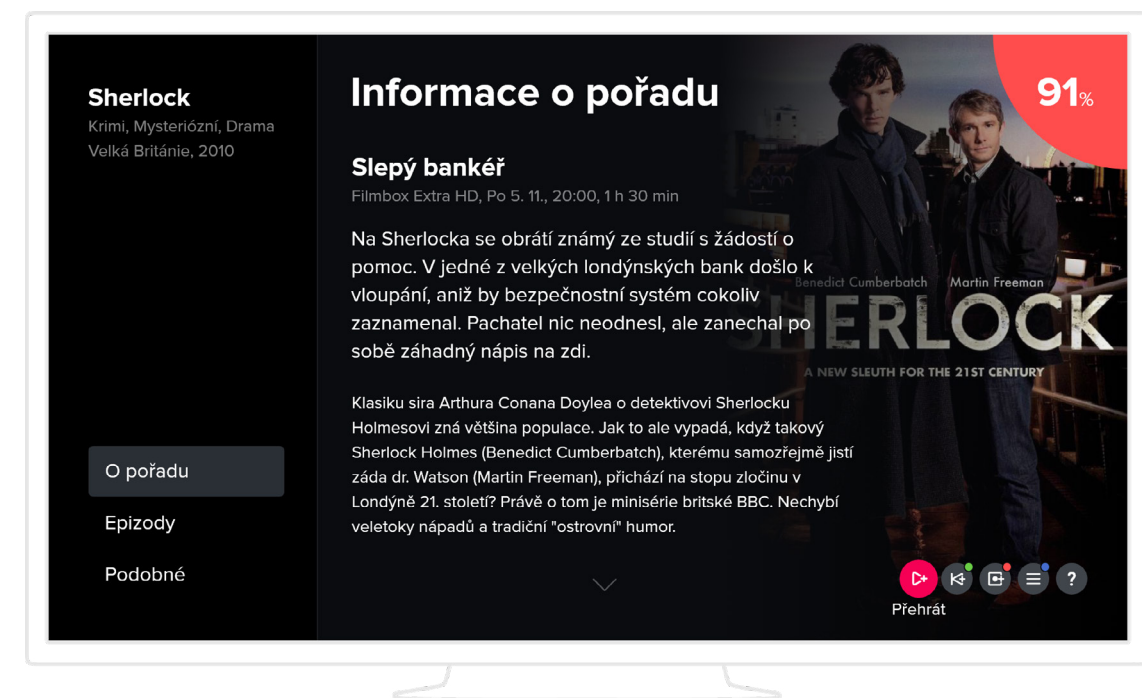 Sherlock
Krimi, Mysteriózní, Drama
Velká Británie, 2010
O pořadu
Epizody
Podobné
Informace o pořadu
91%
Slepý bankéř
Filmbox Extra HD, Po 5. 11., 20:00, 1 h 30 min
Na Sherlocka se obrátí známý ze studií s žádostí o
pomoc. V jedné z velkých londýnských bank došlo k
vloupání, aniž by bezpečnostní systém cokoliv
zaznamenal. Pachatel nic neodnesl, ale zanechal po
sobě záhadný nápis na zdi.
Klasiku sira Arthura Conana Doylea o detektivovi Sherlocku
Holmesovi zná většina populace. Jak to ale vypadá, když takový
Sherlock Holmes (Benedict Cumberbatch), kterému samozřejmě jistí
záda dr. Watson (Martin Freeman), přichází na stopu zločinu v
Londýně 21. století? Právě o tom je minisérie britské BBC. Nechybí
veletoky nápadů a tradiční "ostrovní" humor.
Benedict Cumberbatch Martin Freeman
SHERLOCK
A NEW SLEUTH FOR THE 21ST CENTURY
?
Přehrát